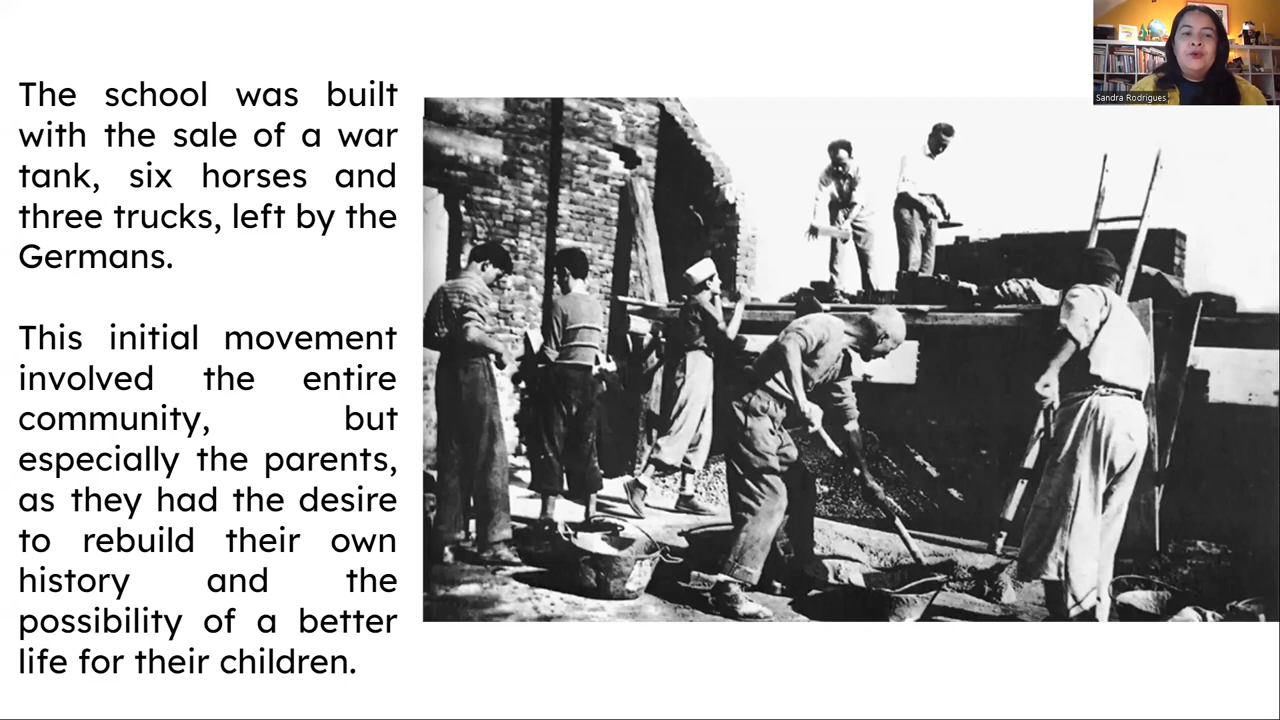 The school was built
with the sale of a war
tank, six horses and
three trucks, left by the
Germans.
This initial movement
involved the entire
community, but
especially the parents,
as they had the desire
to rebuild their own
history and the
possibility of a better
life for their children.
Sandra Rodrigues